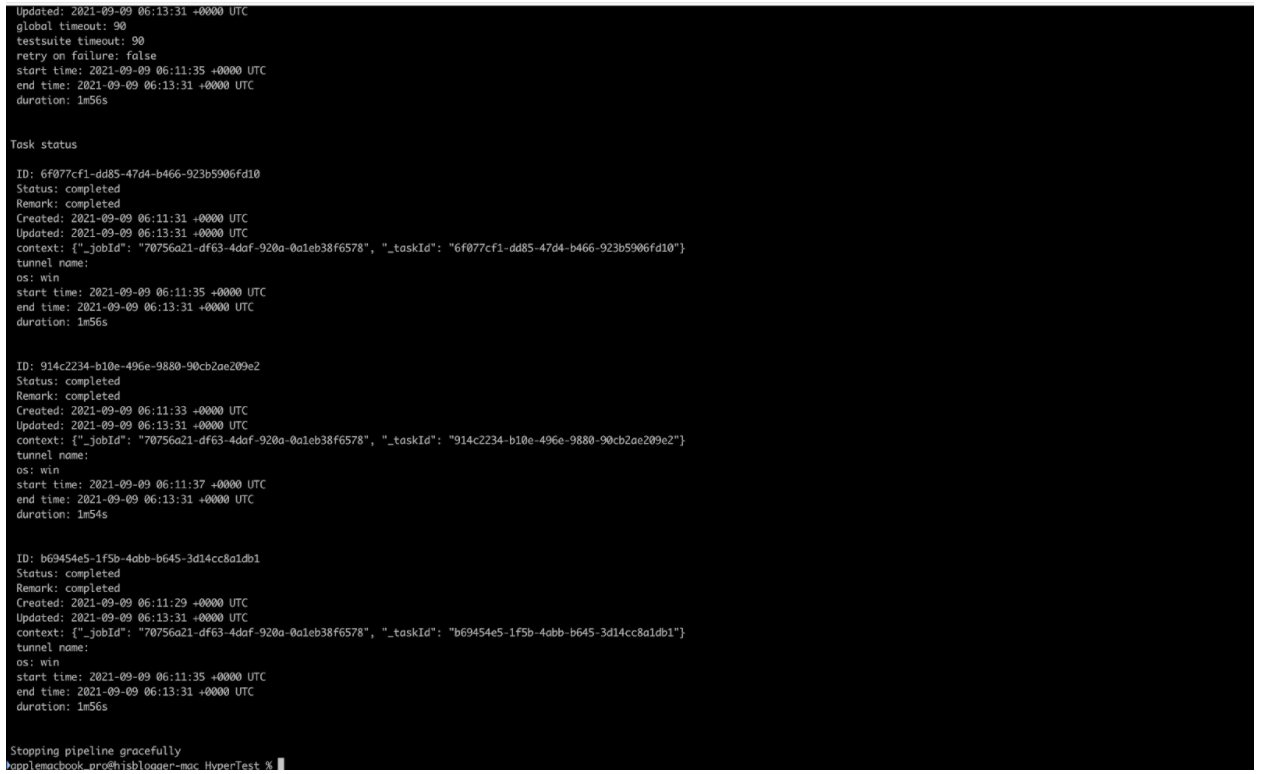 Updated: 2021-09-09 06:13:31 +0000 UTC
global timeout: 90
testsuite timeout: 90
retry on failure: false
start time: 2021-09-09 06:11:35 +0000 UTC
end time: 2021-09-09 06:13:31 +0000 UTC
duration: 1m56s
Task status
ID: 6f077cf1-dd85-47d4-b466-923b5906fd10
Status: completed
Remark: completed
Created: 2021-09-09 06:11:31 +0000 UTC
Updated: 2021-09-09 06:13:31 +0000 UTC
context: {"_jobId": "70756a21-df63-4daf-920a-0a1eb38f6578", "_taskId": "6f077cf1-dd85-47d4-b466-923b5906fd10"}
tunnel name:
os: win
start time: 2021-09-09 06:11:35 +0000 UTC
end time: 2021-09-09 06:13:31 +0000 UTC
duration: 1m56s
ID: 914c2234-b10e-496e-9880-90cb2ae209e2
Status: completed
Remark: completed
Created: 2021-09-09 06:11:33 +0000 UTC
Updated: 2021-09-09 06:13:31 +0000 UTC
context: {"_jobId": "70756a21-df63-4daf-920a-0a1eb38f6578", "_taskId": "914c2234-b10e-496e-9880-90cb2ae209e2"}
tunnel name:
os: win
start time: 2021-09-09 06:11:37 +0000 UTC
end time: 2021-09-09 06:13:31 +0000 UTC
duration: 1m54s
ID: b69454e5-1f5b-4abb-b645-3d14cc8a1db1
Status: completed
Remark: completed
Created: 2021-09-09 06:11:29 +0000 UTC
Updated: 2021-09-09 06:13:31 +0000 UTC
context: {"_jobId": "70756a21-df63-4daf-920a-0a1eb38f6578", "_taskId": "b69454e5-1f5b-4abb-b645-3d14cc8a1db1"}
tunnel name:
os: win
start time: 2021-09-09 06:11:35 +0000 UTC
end time: 2021-09-09 06:13:31 +0000 UTC
duration: 1m56s
Stopping pipeline gracefully
applemacbook_pro@hjsblogger-mac HyperTest %